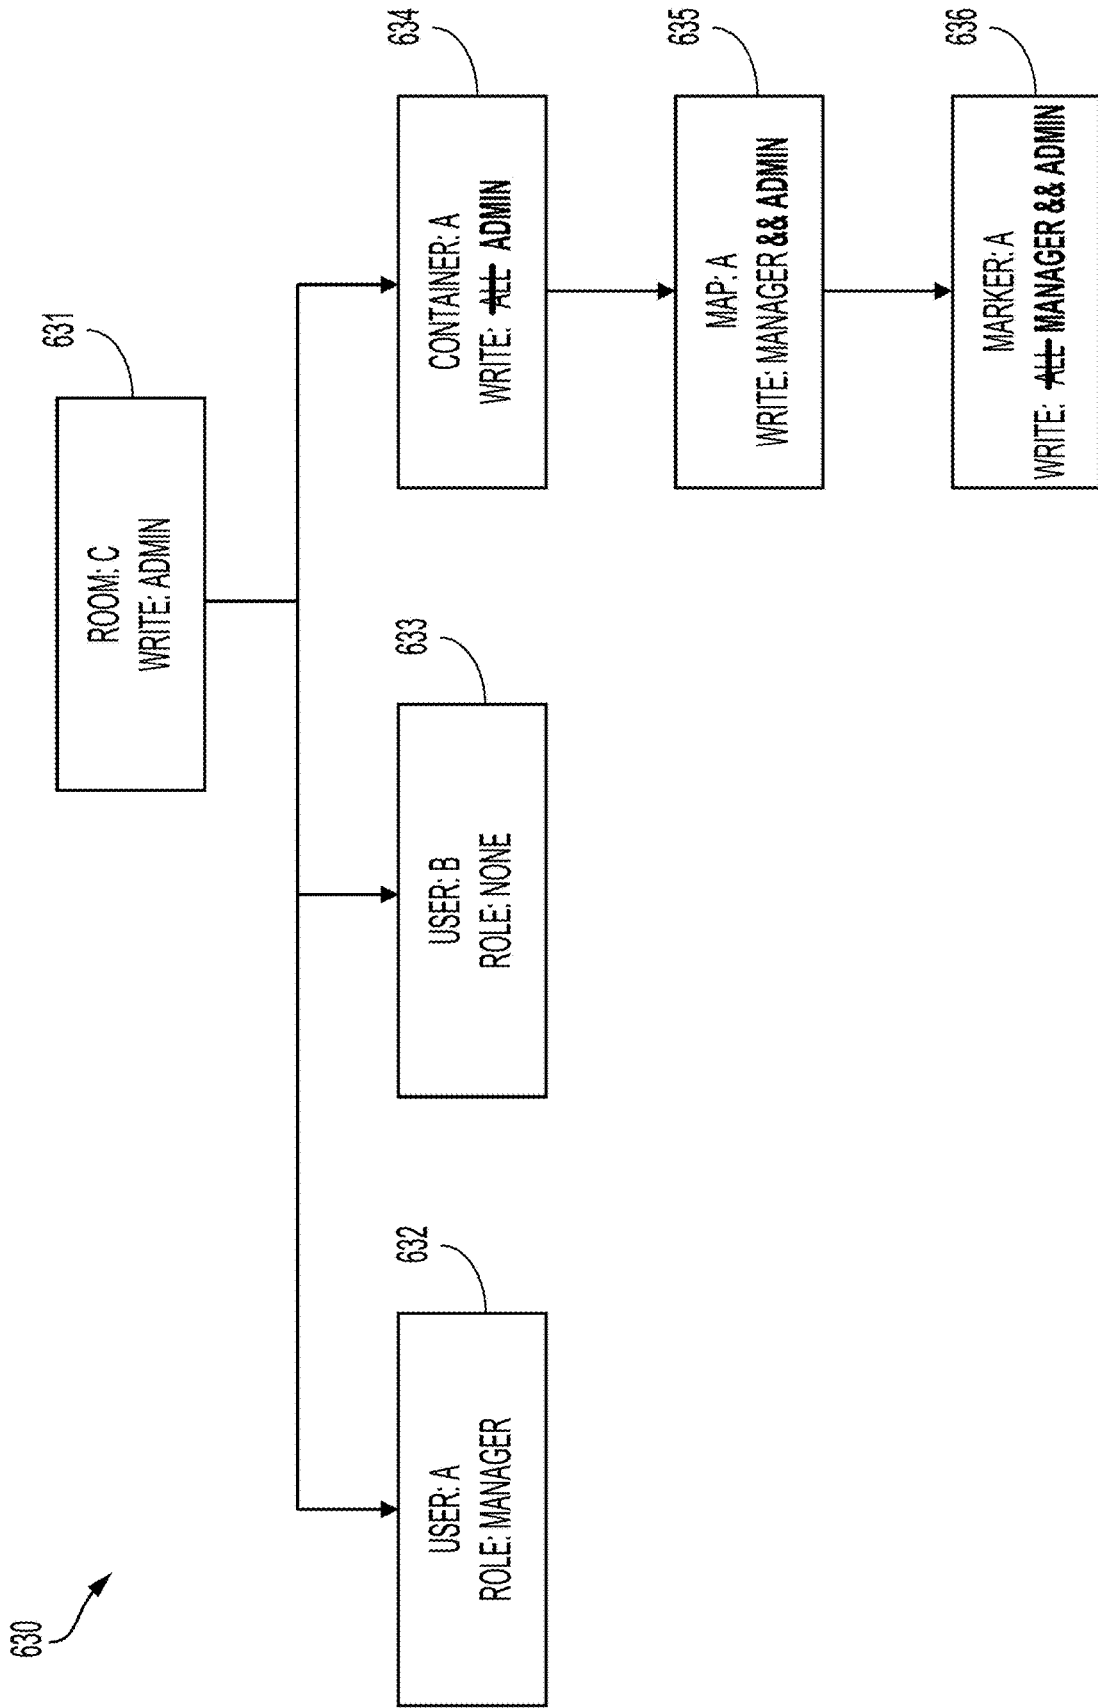 630
631
ROOM: C
WRITE: ADMIN
632
USER: A
ROLE: MANAGER
633
USER: B
ROLE: NONE
634
CONTAINER: A
WRITE: ALL ADMIN
635
MAP: A
WRITE: MANAGER && ADMIN
636
MARKER: A
WRITE: ALL MANAGER && ADMIN